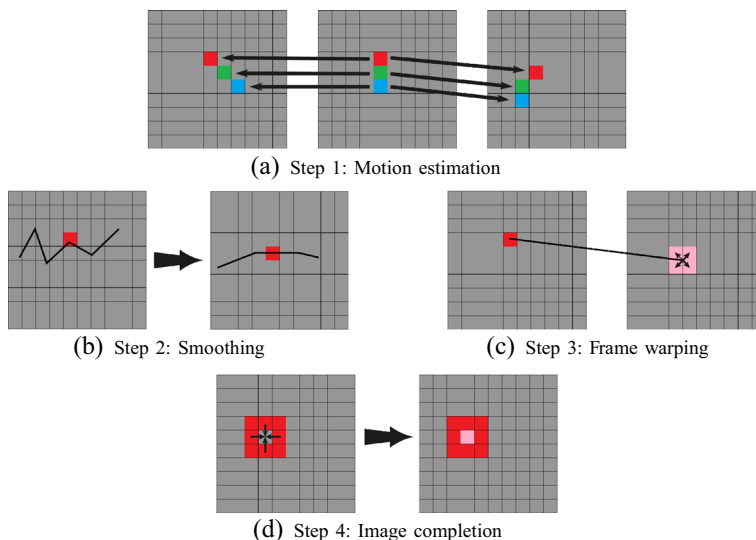 (a) Step 1: Motion estimation
(b) Step 2: Smoothing
(c) Step 3: Frame warping
(d) Step 4: Image completion